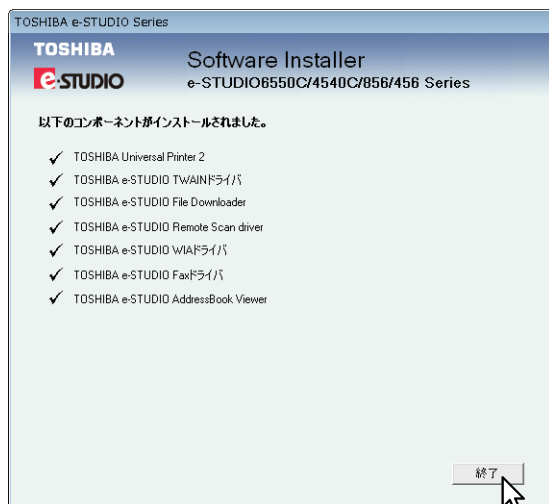 TOSHIBA e-STUDIO Series
TOSHIBA
e-STUDIO
Software Installer
e-STUDIO6550C/4540C/856/456 Series
以下のコンポーネントがインストールされました。
✓ TOSHIBA Universal Printer 2
✓ TOSHIBA e-STUDIO TWAINドライバ
✓ TOSHIBA e-STUDIO File Downloader
✓ TOSHIBA e-STUDIO Remote Scan driver
✓ TOSHIBA e-STUDIO WIAドライバ
✓ TOSHIBA e-STUDIO Faxドライバ
✓ TOSHIBA e-STUDIO AddressBook Viewer
終了